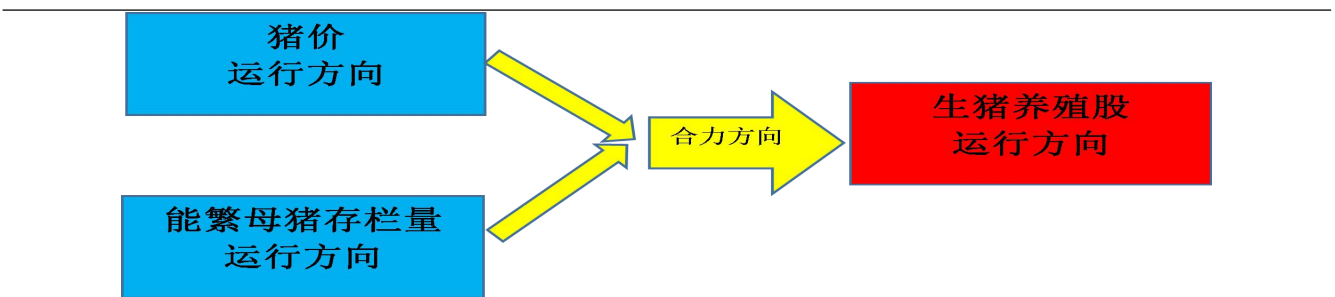 猪价
运行方向
能繁母猪存栏量
运行方向
合力方向
生猪养殖股
运行方向